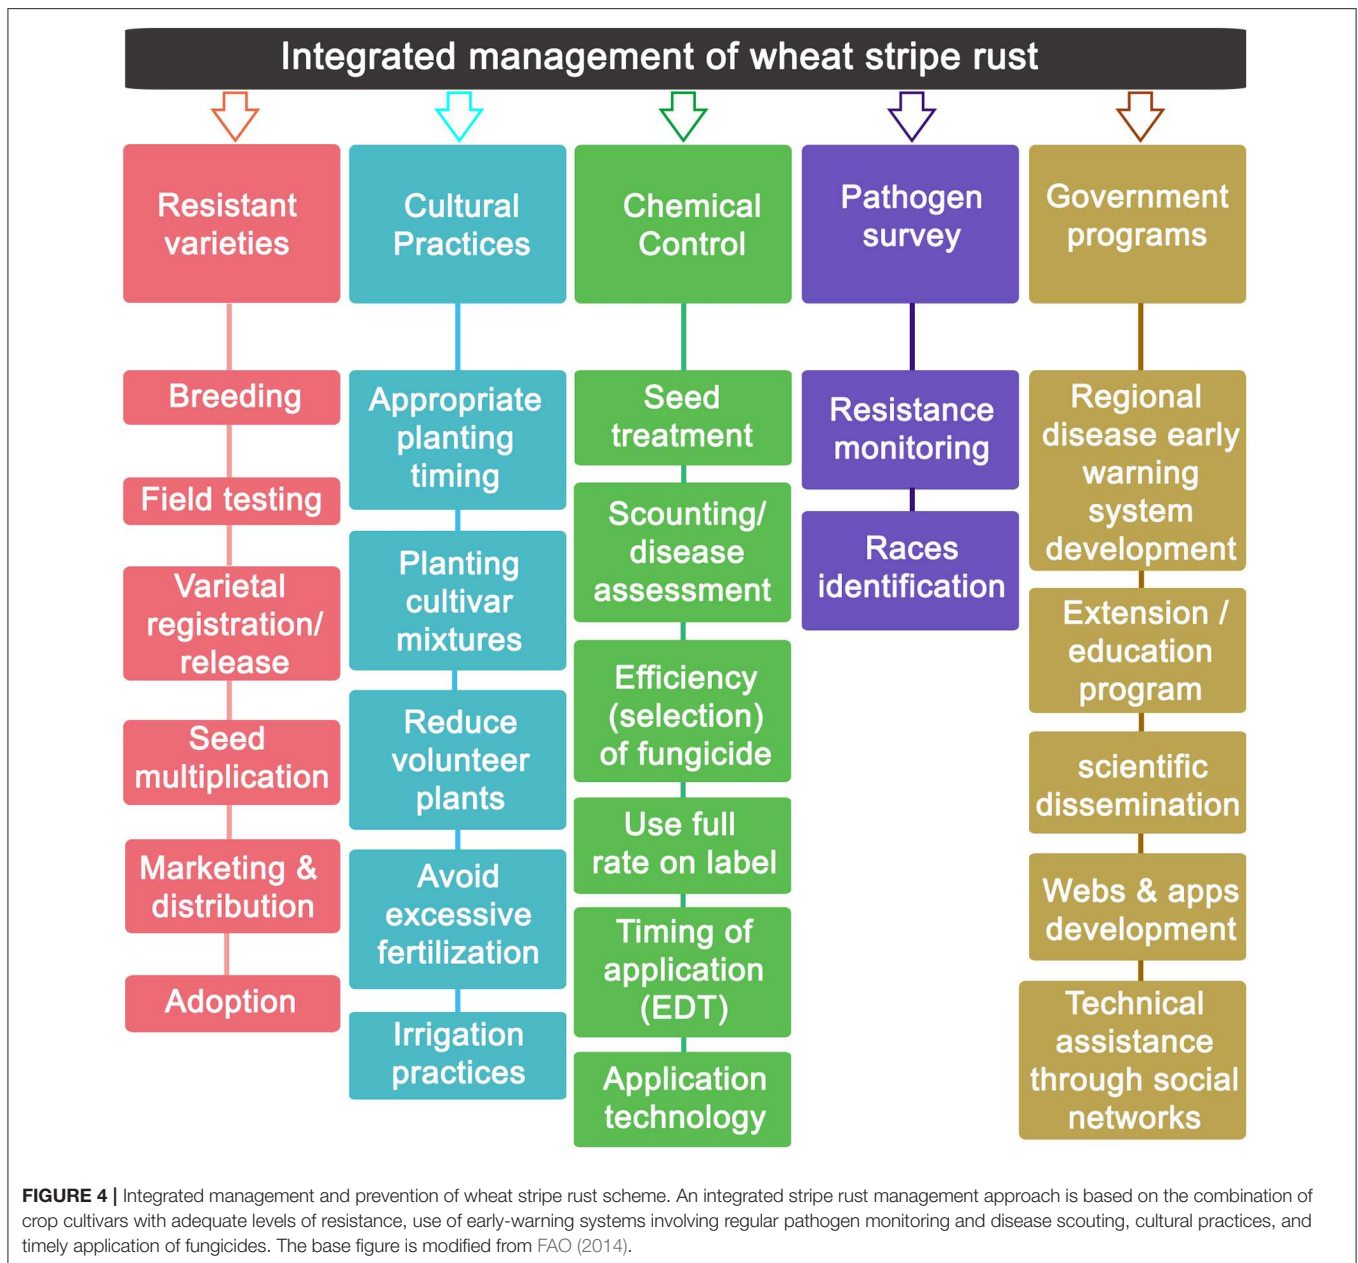 Integrated management of wheat stripe rust
Resistant
varieties
Breeding
Field testing
Varietal
registration/
release
Seed
multiplication
Marketing &
distribution
Adoption
Cultural
Practices
Appropriate
planting
timing
Planting
cultivar
mixtures
Reduce
volunteer
plants
Avoid
excessive
fertilization
Irrigation
practices
Chemical
Control
Seed
treatment
Scounting/
disease
assessment
Efficiency
(selection)
of fungicide
Use full
rate on label
Timing of
application
(EDT)
Application
technology
Pathogen
survey
Resistance
monitoring
Races
identification
Government
programs
Regional
disease early
warning
system
development
Extension /
education
program
scientific
dissemination
Webs & apps
development
Technical
assistance
through social
networks
FIGURE 4 | Integrated management and prevention of wheat stripe rust scheme. An integrated stripe rust management approach is based on the combination of
crop cultivars with adequate levels of resistance, use of early-warning systems involving regular pathogen monitoring and disease scouting, cultural practices, and
timely application of fungicides. The base figure is modified from FAO (2014).